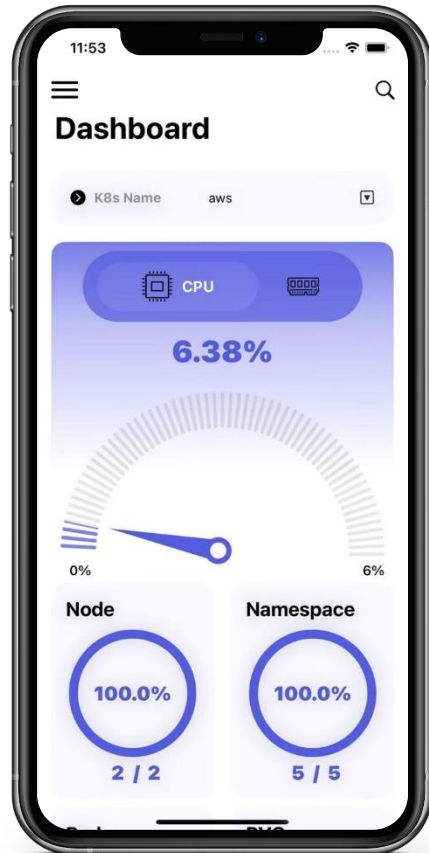 11:53
Dashboard
K8s Name aws
CPU
6.38%
0% 6%
Node Namespace
100.0% 100.0%
2 / 2 5 / 5